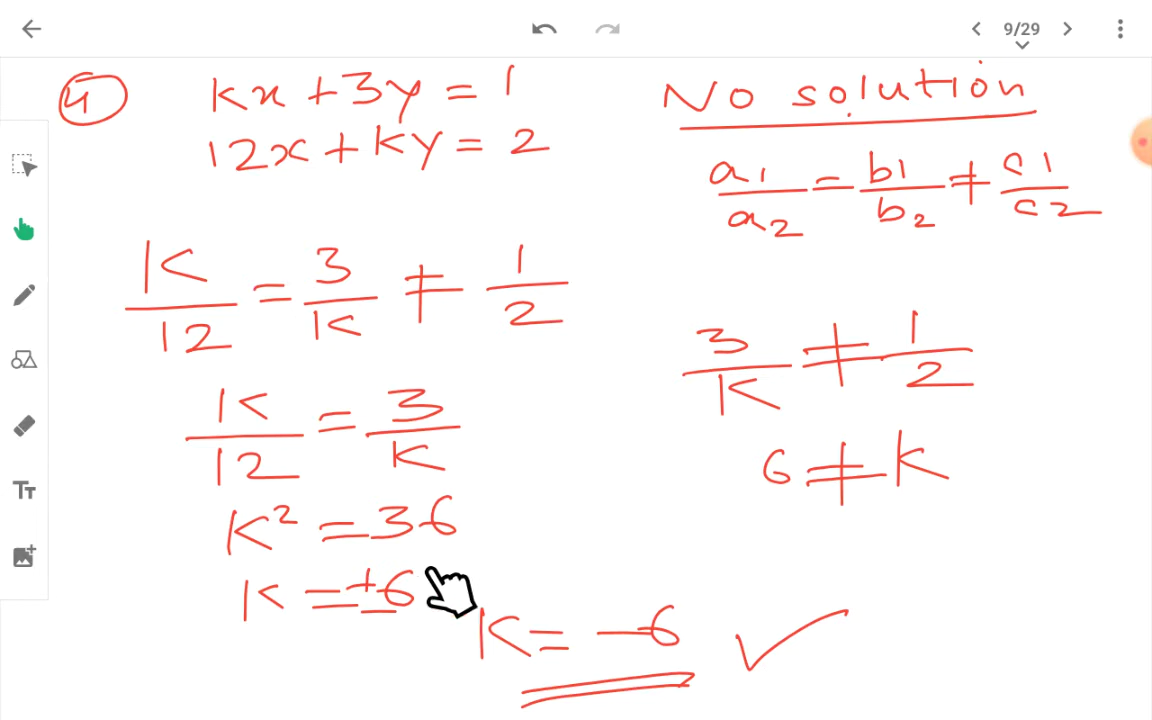 9/29
④ Kx + 3y = 1
12x + Ky = 2
No solution
a1/a2 = b1/b2 ≠ c1/c2
K/12 = 3/K ≠ 1/2
K/12 = 3/K
K² = 36
K = ±6
3/K ≠ 1/2
6 ≠ K
K = -6 ✓
Tт